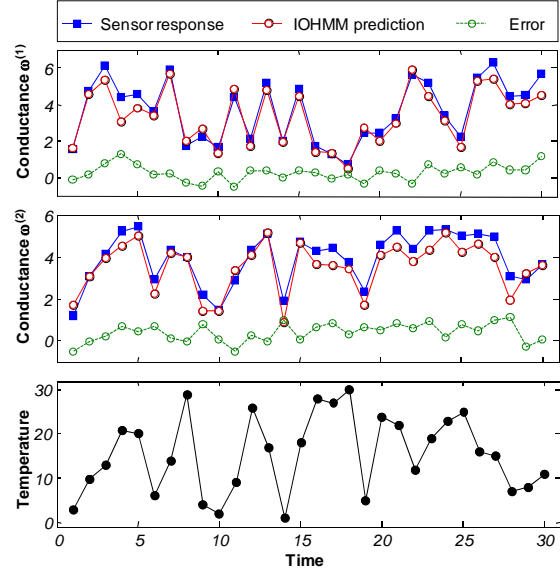 Sensor response IOHMM prediction Error
Conductance ω(1)
6
4
2
0
Conductance ω(2)
6
4
2
0
Temperature
30
20
10
0
0 5 10 15 20 25 30
Time